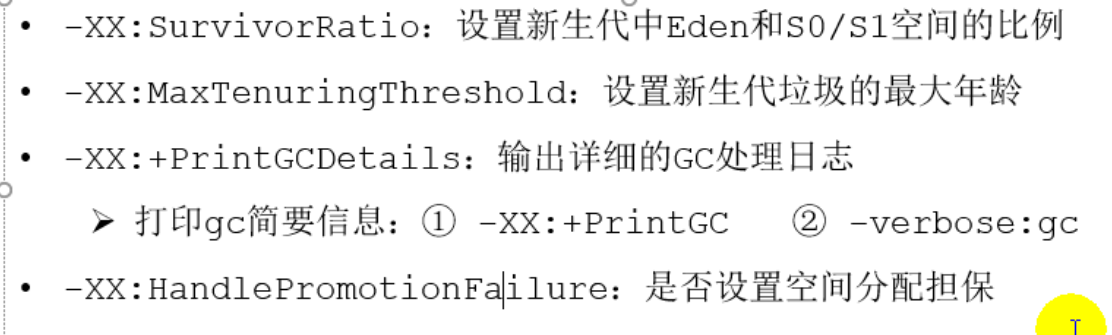 • -XX:SurvivorRatio：设置新生代中Eden和S0/S1空间的比例
• -XX:MaxTenuringThreshold：设置新生代垃圾的最大年龄
• -XX:+PrintGCDetails：输出详细的GC处理日志
➢ 打印gc简要信息：① -XX:+PrintGC ② -verbose:gc
• -XX:HandlePromotionFailure：是否设置空间分配担保